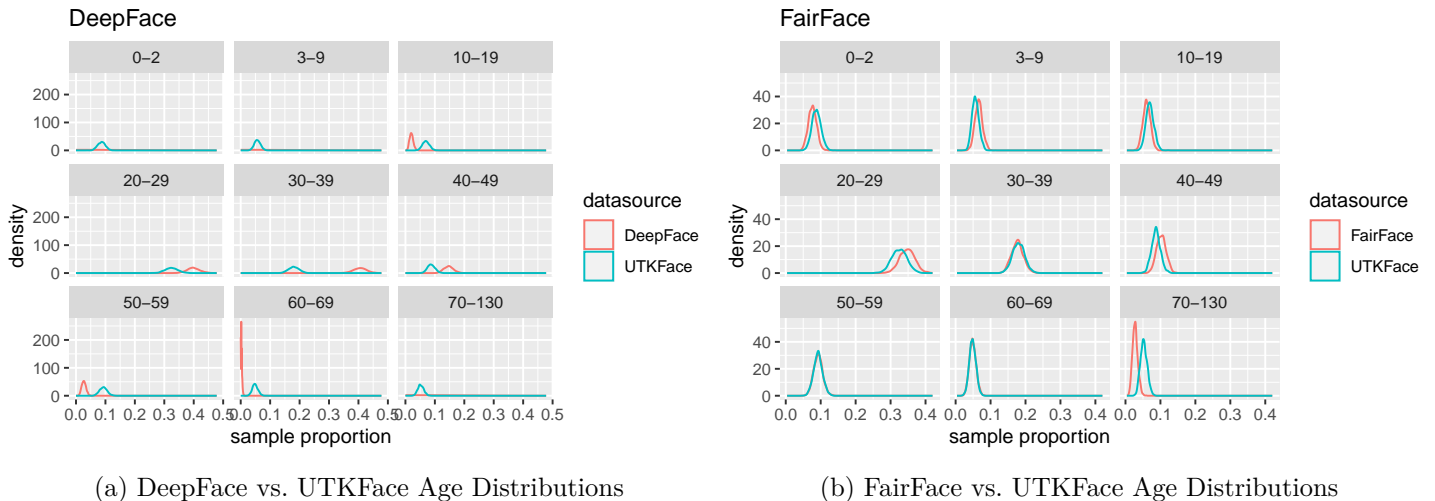 DeepFace
0−2 3−9 10−19
200
100
0
20−29 30−39 40−49
200
100
0
50−59 60−69 70−130
200
100
0
0.0 0.1 0.2 0.3 0.4 0.5 0.0 0.1 0.2 0.3 0.4 0.5 0.0 0.1 0.2 0.3 0.4 0.5
density
sample proportion
datasource
DeepFace
UTKFace
(a) DeepFace vs. UTKFace Age Distributions
FairFace
0−2 3−9 10−19
40
20
0
20−29 30−39 40−49
40
20
0
50−59 60−69 70−130
40
20
0
0.0 0.1 0.2 0.3 0.4 0.0 0.1 0.2 0.3 0.4 0.0 0.1 0.2 0.3 0.4
density
sample proportion
datasource
FairFace
UTKFace
(b) FairFace vs. UTKFace Age Distributions